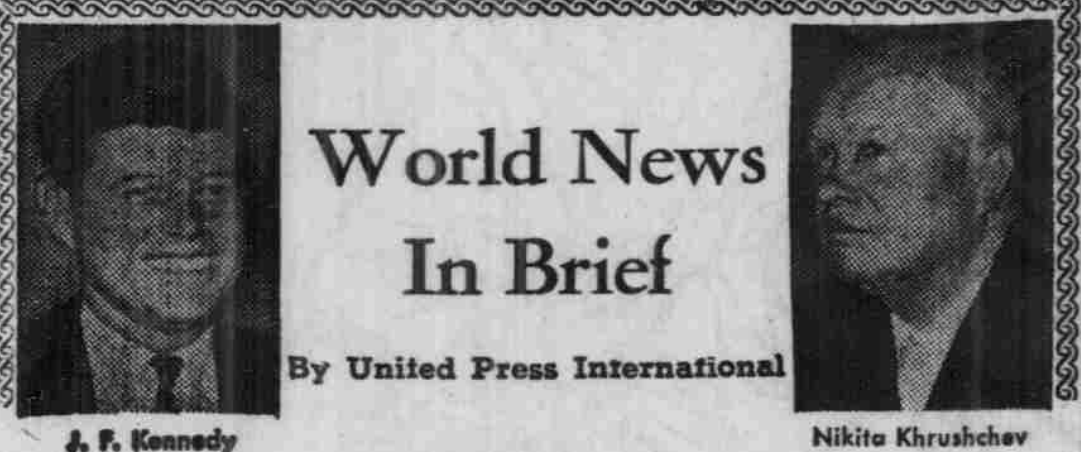 World News
In Brief
By United Press International
J. F. Kennedy
Nikita Khrushchev